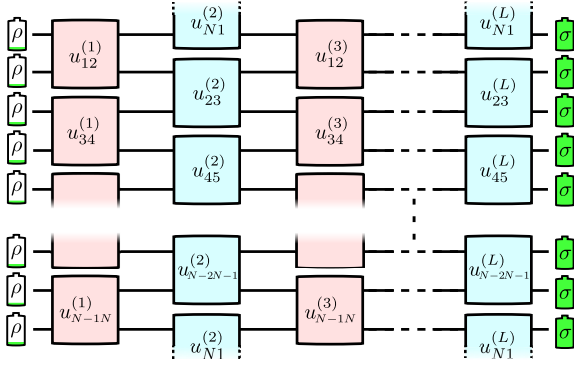 ρ u_{N1}^{(2)} u_{N1}^{(L)} σ
u_{12}^{(1)} u_{12}^{(3)}
ρ u_{23}^{(2)} u_{23}^{(L)} σ
ρ u_{34}^{(1)} u_{34}^{(3)} σ
ρ u_{45}^{(2)} u_{45}^{(L)} σ
ρ σ
ρ u_{N-2N-1}^{(2)} u_{N-2N-1}^{(L)} σ
ρ u_{N-1N}^{(1)} u_{N-1N}^{(3)} σ
ρ u_{N1}^{(2)} u_{N1}^{(L)} σ